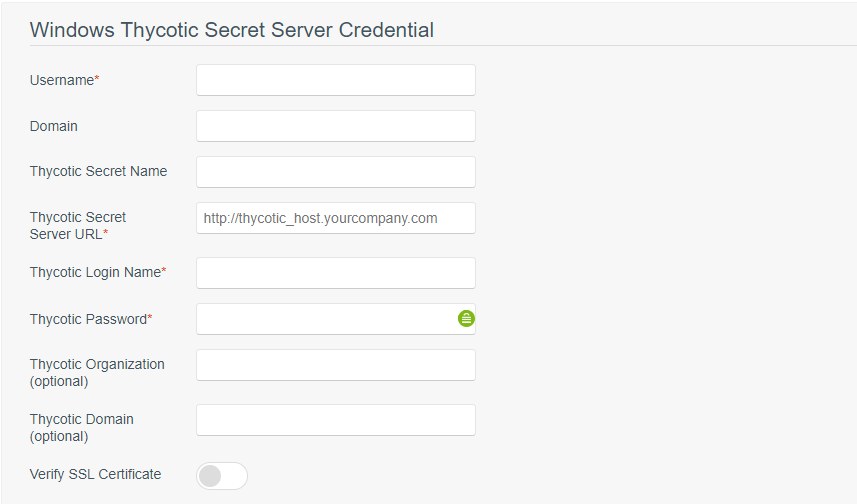 Windows Thycotic Secret Server Credential
Username*
Domain
Thycotic Secret Name
Thycotic Secret
Server URL*
http://thycotic_host.yourcompany.com
Thycotic Login Name*
Thycotic Password*
Thycotic Organization
(optional)
Thycotic Domain
(optional)
Verify SSL Certificate